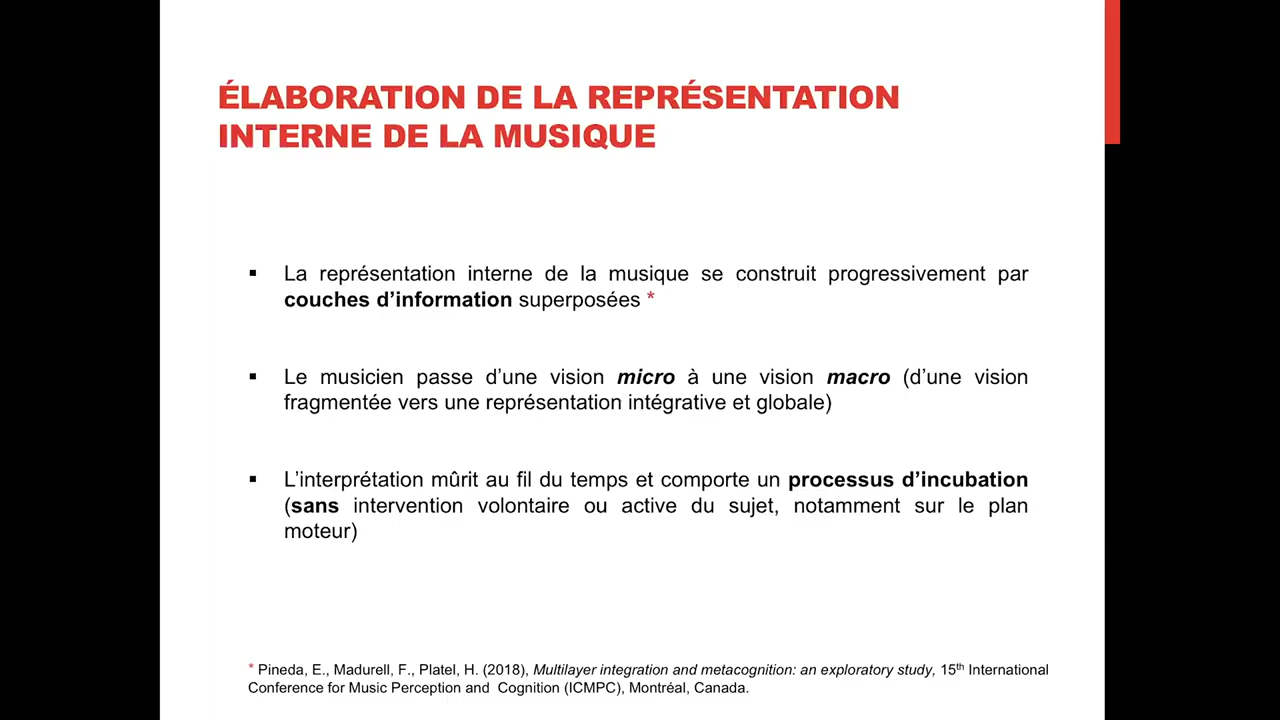 ÉLABORATION DE LA REPRÉSENTATION
INTERNE DE LA MUSIQUE
▪ La représentation interne de la musique se construit progressivement par
couches d’information superposées *
▪ Le musicien passe d’une vision micro à une vision macro (d’une vision
fragmentée vers une représentation intégrative et globale)
▪ L’interprétation mûrit au fil du temps et comporte un processus d’incubation
(sans intervention volontaire ou active du sujet, notamment sur le plan
moteur)
* Pineda, E., Madurell, F., Platel, H. (2018), Multilayer integration and metacognition: an exploratory study, 15th International
Conference for Music Perception and Cognition (ICMPC), Montréal, Canada.